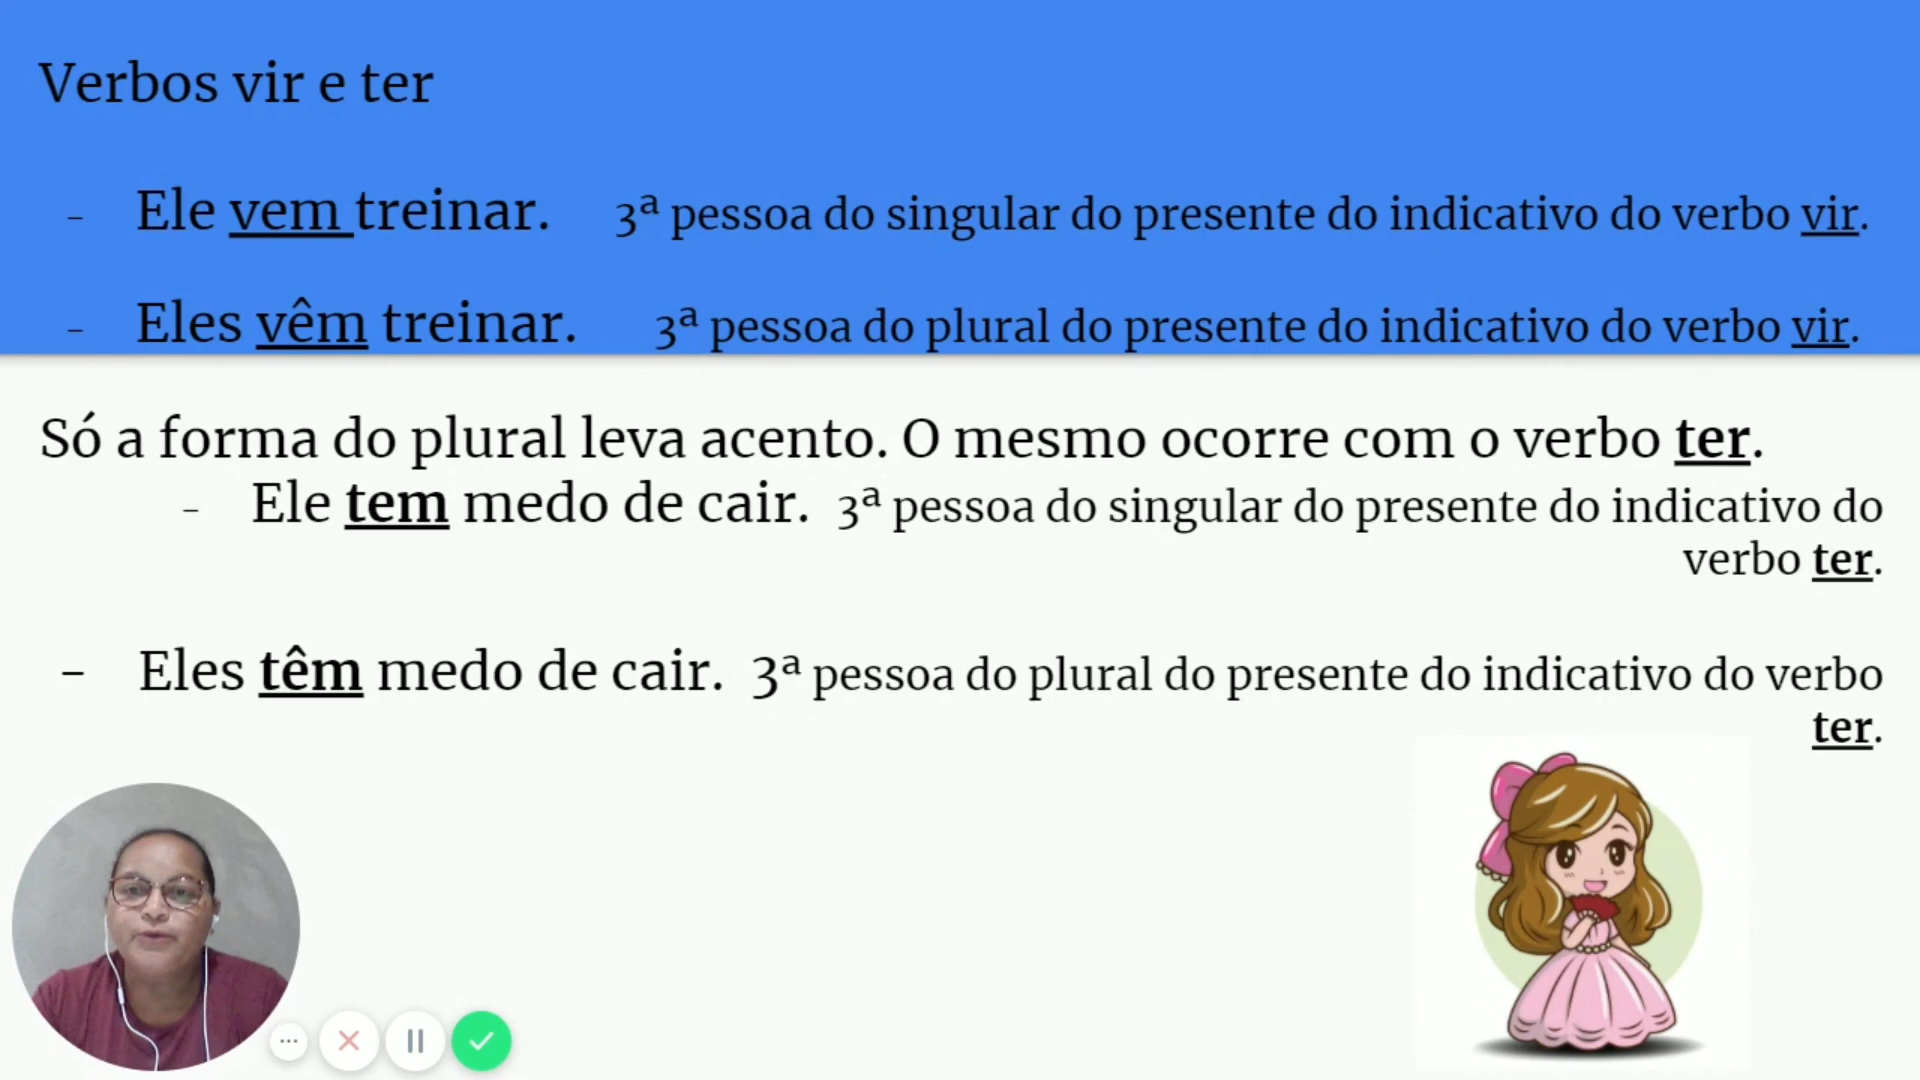 Verbos vir e ter
- Ele vem treinar. 3ª pessoa do singular do presente do indicativo do verbo vir.
- Eles vêm treinar. 3ª pessoa do plural do presente do indicativo do verbo vir.
Só a forma do plural leva acento. O mesmo ocorre com o verbo ter.
- Ele tem medo de cair. 3ª pessoa do singular do presente do indicativo do
verbo ter.
- Eles têm medo de cair. 3ª pessoa do plural do presente do indicativo do verbo
ter.